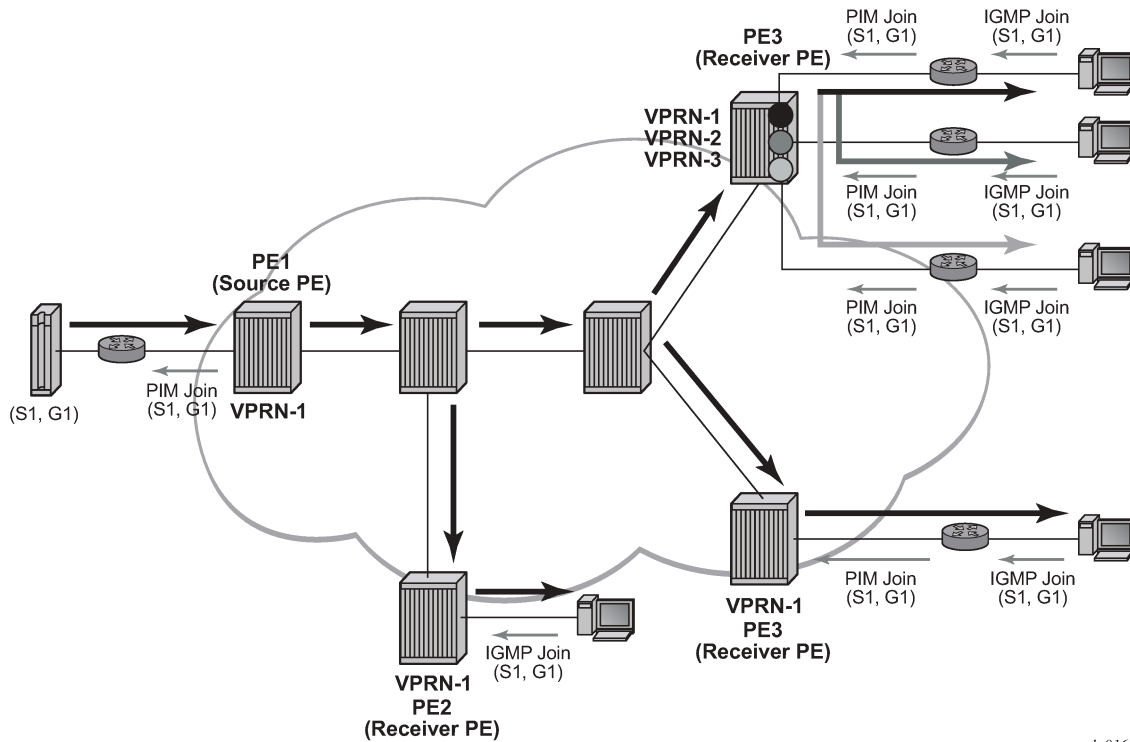 PE3
(Receiver PE)
PIM Join
(S1, G1)
IGMP Join
(S1, G1)
VPRN-1
VPRN-2
VPRN-3
PIM Join
(S1, G1)
IGMP Join
(S1, G1)
PIM Join
(S1, G1)
IGMP Join
(S1, G1)
PE1
(Source PE)
(S1, G1)
PIM Join
(S1, G1)
VPRN-1
PIM Join
(S1, G1)
IGMP Join
(S1, G1)
VPRN-1
PE3
(Receiver PE)
IGMP Join
(S1, G1)
VPRN-1
PE2
(Receiver PE)